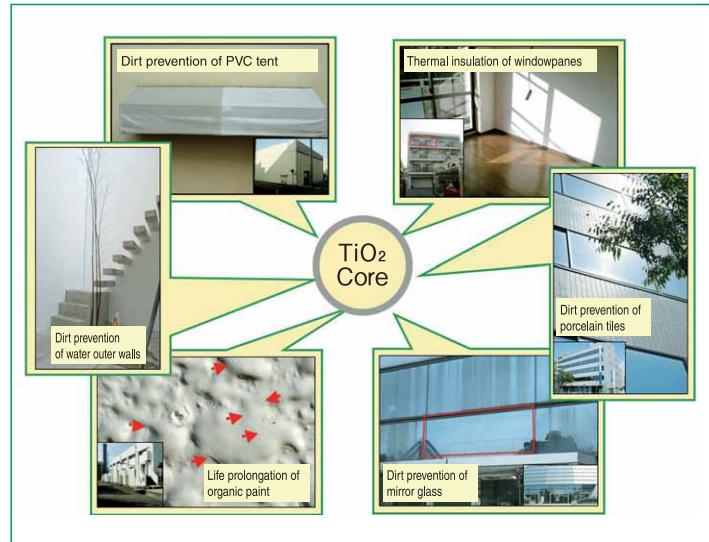 Dirt prevention of PVC tent
Thermal insulation of windowpanes
TiO₂
Core
Dirt prevention
of water outer walls
Dirt prevention of
porcelain tiles
Life prolongation of
organic paint
Dirt prevention of
mirror glass